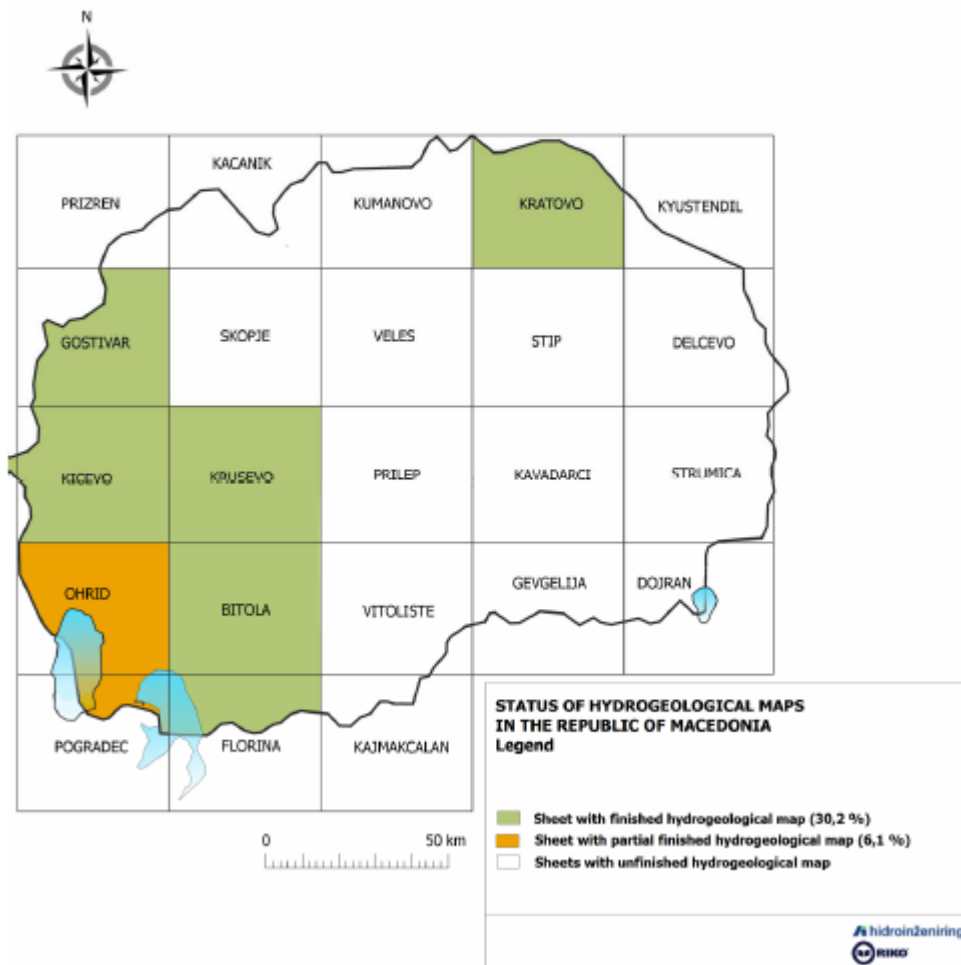 N
KACANIK
PRIZREN
KUMANOVO
KRATOVO
KYUSTENDIL
GOSTIVAR
SKOPJE
VELES
STIP
DELCEVO
KICEVO
KRUSEVO
PRILEP
KAVADARCI
STRUMICA
OHRID
BITOLA
VITOLISTE
GEVGELIJA
DOJRAN
POGRADEC
FLORINA
KAJMAKCALAN
STATUS OF HYDROGEOLOGICAL MAPS
IN THE REPUBLIC OF MACEDONIA
Legend
Sheet with finished hydrogeological map (30,2 %)
Sheet with partial finished hydrogeological map (6,1 %)
Sheets with unfinished hydrogeological map
0 50 km
hidroinženiring
RIKO